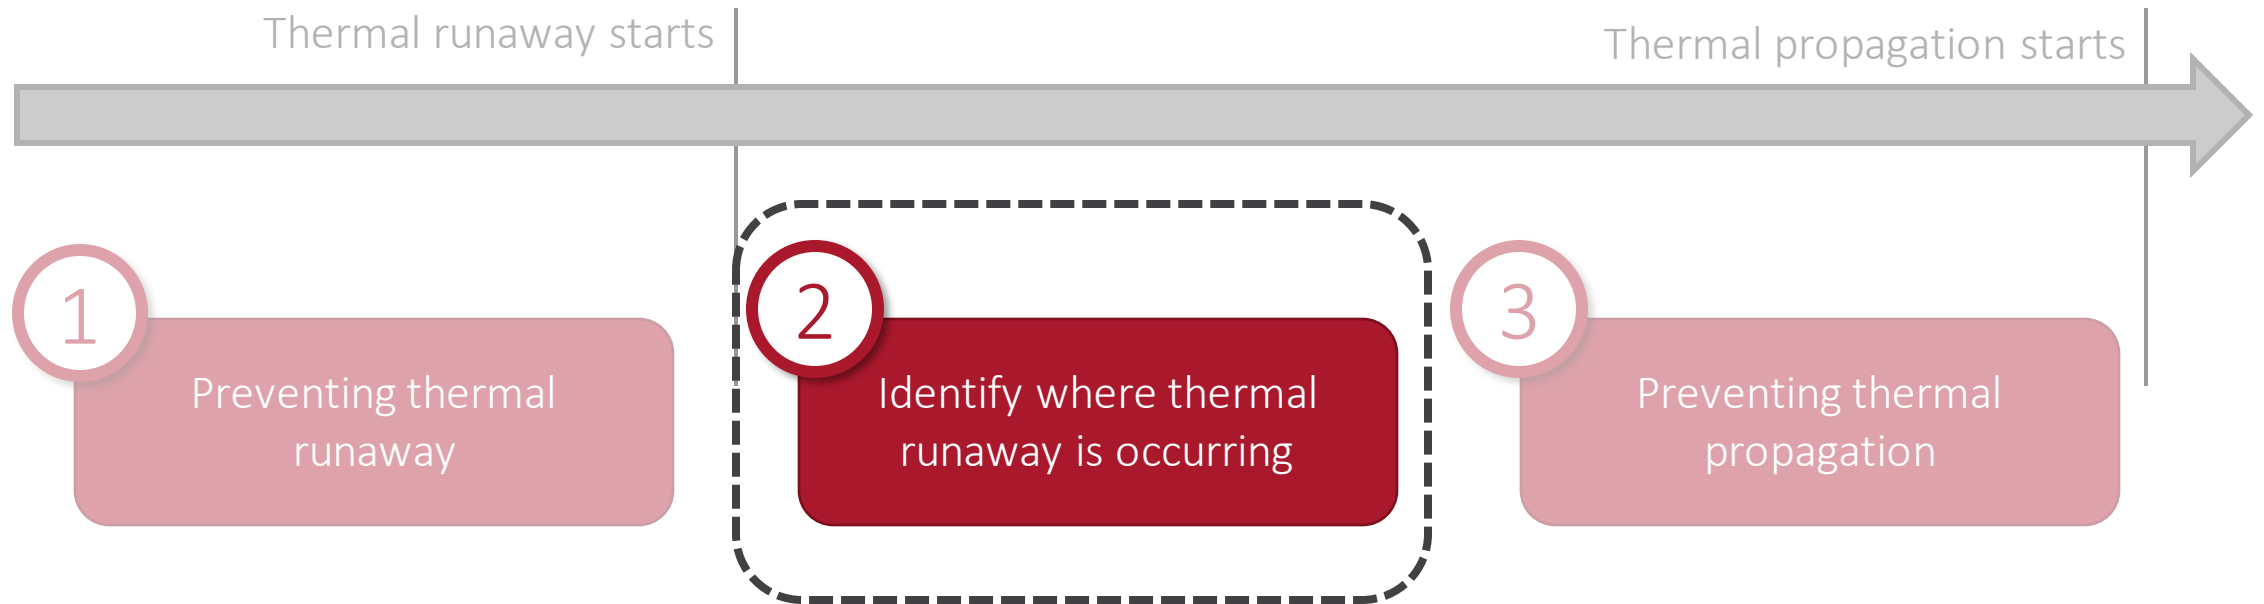 Thermal runaway starts
Thermal propagation starts
1
Preventing thermal
runaway
2
Identify where thermal
runaway is occurring
3
Preventing thermal
propagation